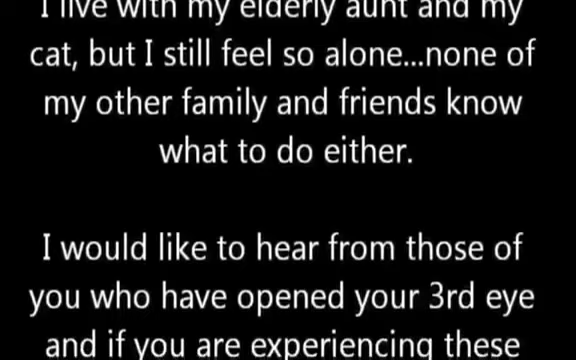 I live with my elderly aunt and my
cat, but I still feel so alone...none of
my other family and friends know
what to do either.
I would like to hear from those of
you who have opened your 3rd eye
and if you are experiencing these